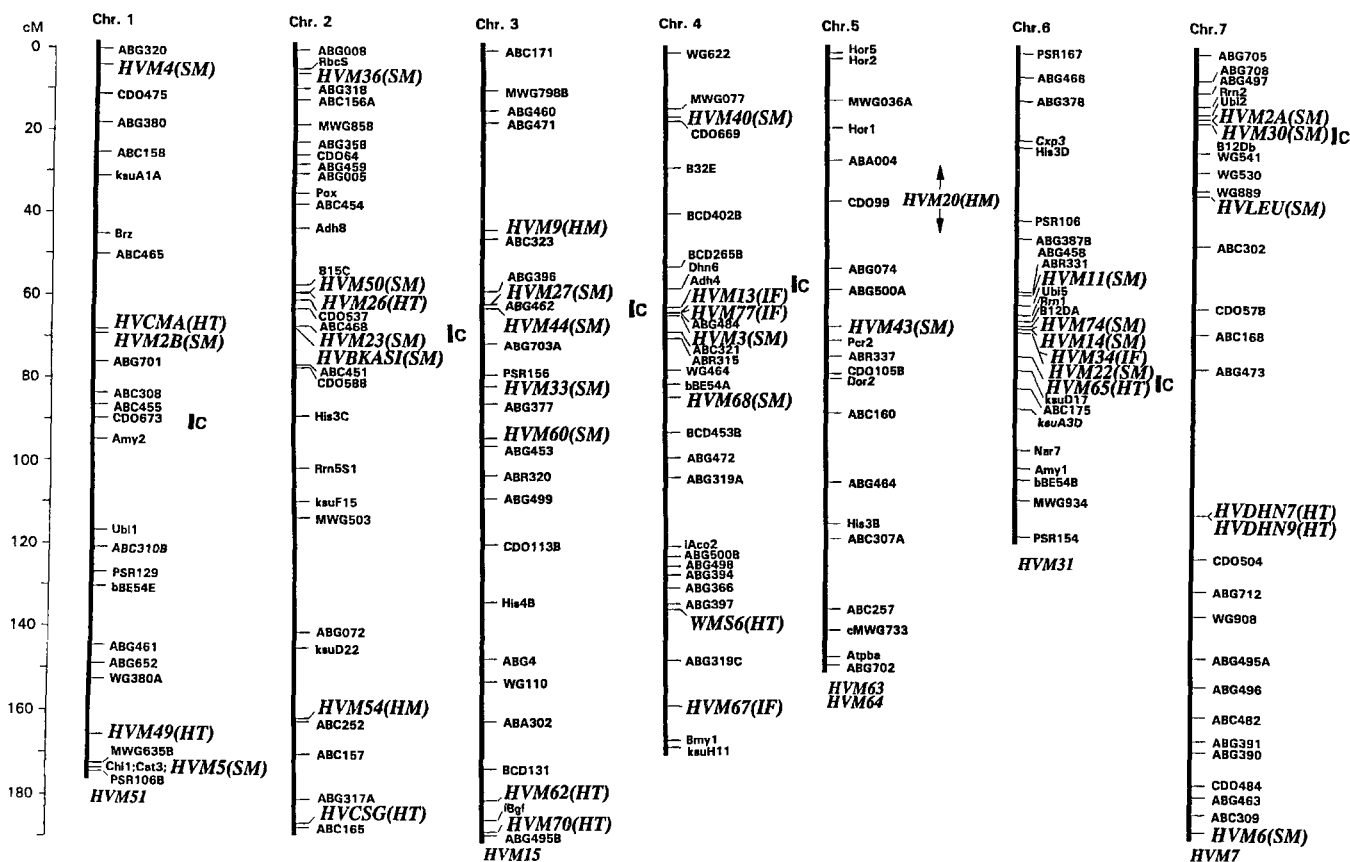 cM
0
20
40
60
80
100
120
140
160
180
Chr. 1
ABG320
HVM4(SM)
CDO475
ABG380
ABC158
ksuA1A
Brz
ABC465
HVCMA(HT)
HVM2B(SM)
ABG701
ABC308
ABC455
CDO673
C
Amy2
Ubi1
ABC310B
PSR129
bBE54E
ABG461
ABG652
WG380A
HVM49(HT)
MWG635B
Chi1;Cat3; HVM5(SM)
PSR106B
HVM51
Chr. 2
ABG008
RbcS
HVM36(SM)
ABG318
ABC156A
MWG858
ABG358
CDO64
ABG459
ABG005
Pox
ABC454
Adh8
B15C
HVM50(SM)
HVM26(HT)
CDO537
ABC468
HVM23(SM)
C
HVBKASI(SM)
ABC451
CDO588
His3C
Rrn5S1
ksuF15
MWG503
ABG072
ksuD22
HVM54(HM)
ABC252
ABC157
ABG317A
HVCSG(HT)
ABC165
Chr. 3
ABC171
MWG798B
ABG460
ABG471
HVM9(HM)
ABC323
ABG396
HVM27(SM)
ABG462
C
HVM44(SM)
ABG703A
PSR156
HVM33(SM)
ABG377
HVM60(SM)
ABG453
ABR320
ABG499
CDO113B
His4B
ABG4
WG110
ABA302
BCD131
HVM62(HT)
iBgf
HVM70(HT)
ABG495B
HVM15
Chr. 4
WG622
MWG077
HVM40(SM)
CDO669
B32E
BCD402B
BCD265B
Dhn6
Adh4
C
HVM13(IF)
HVM77(IF)
ABG484
HVM3(SM)
ABC321
ABR315
WG464
bBE54A
HVM68(SM)
BCD453B
ABG472
ABG319A
iAco2
ABG500B
ABG498
ABG394
ABG366
ABG397
WMS6(HT)
ABG319C
HVM67(IF)
Bmy1
ksuH11
Chr. 5
Hor5
Hor2
MWG036A
Hor1
ABA004
CDO99
HVM20(HM)
ABG074
ABG500A
HVM43(SM)
Pcr2
ABR337
CDO105B
Dor2
ABC160
ABG464
His3B
ABC307A
ABC257
cMWG733
Atpba
ABG702
HVM63
HVM64
Chr. 6
PSR167
ABG466
ABG378
Cxp3
His3D
PSR106
ABG387B
ABG458
ABR331
HVM11(SM)
Ubi5
Rrn1
B12DA
HVM74(SM)
HVM14(SM)
HVM34(IF)
HVM22(SM)
HVM65(HT)
C
ksuD17
ABC175
ksuA3D
Nar7
Amy1
bBE54B
MWG934
PSR154
HVM31
Chr. 7
ABG705
ABG708
ABG497
Rrn2
Ubi2
HVM2A(SM)
HVM30(SM)
C
B12Db
WG541
WG530
WG889
HVLEU(SM)
ABC302
CDO57B
ABC168
ABG473
HVDHN7(HT)
HVDHN9(HT)
CDO504
ABG712
WG908
ABG495A
ABG496
ABC482
ABG391
ABG390
CDO484
ABG463
ABC309
HVM6(SM)
HVM7